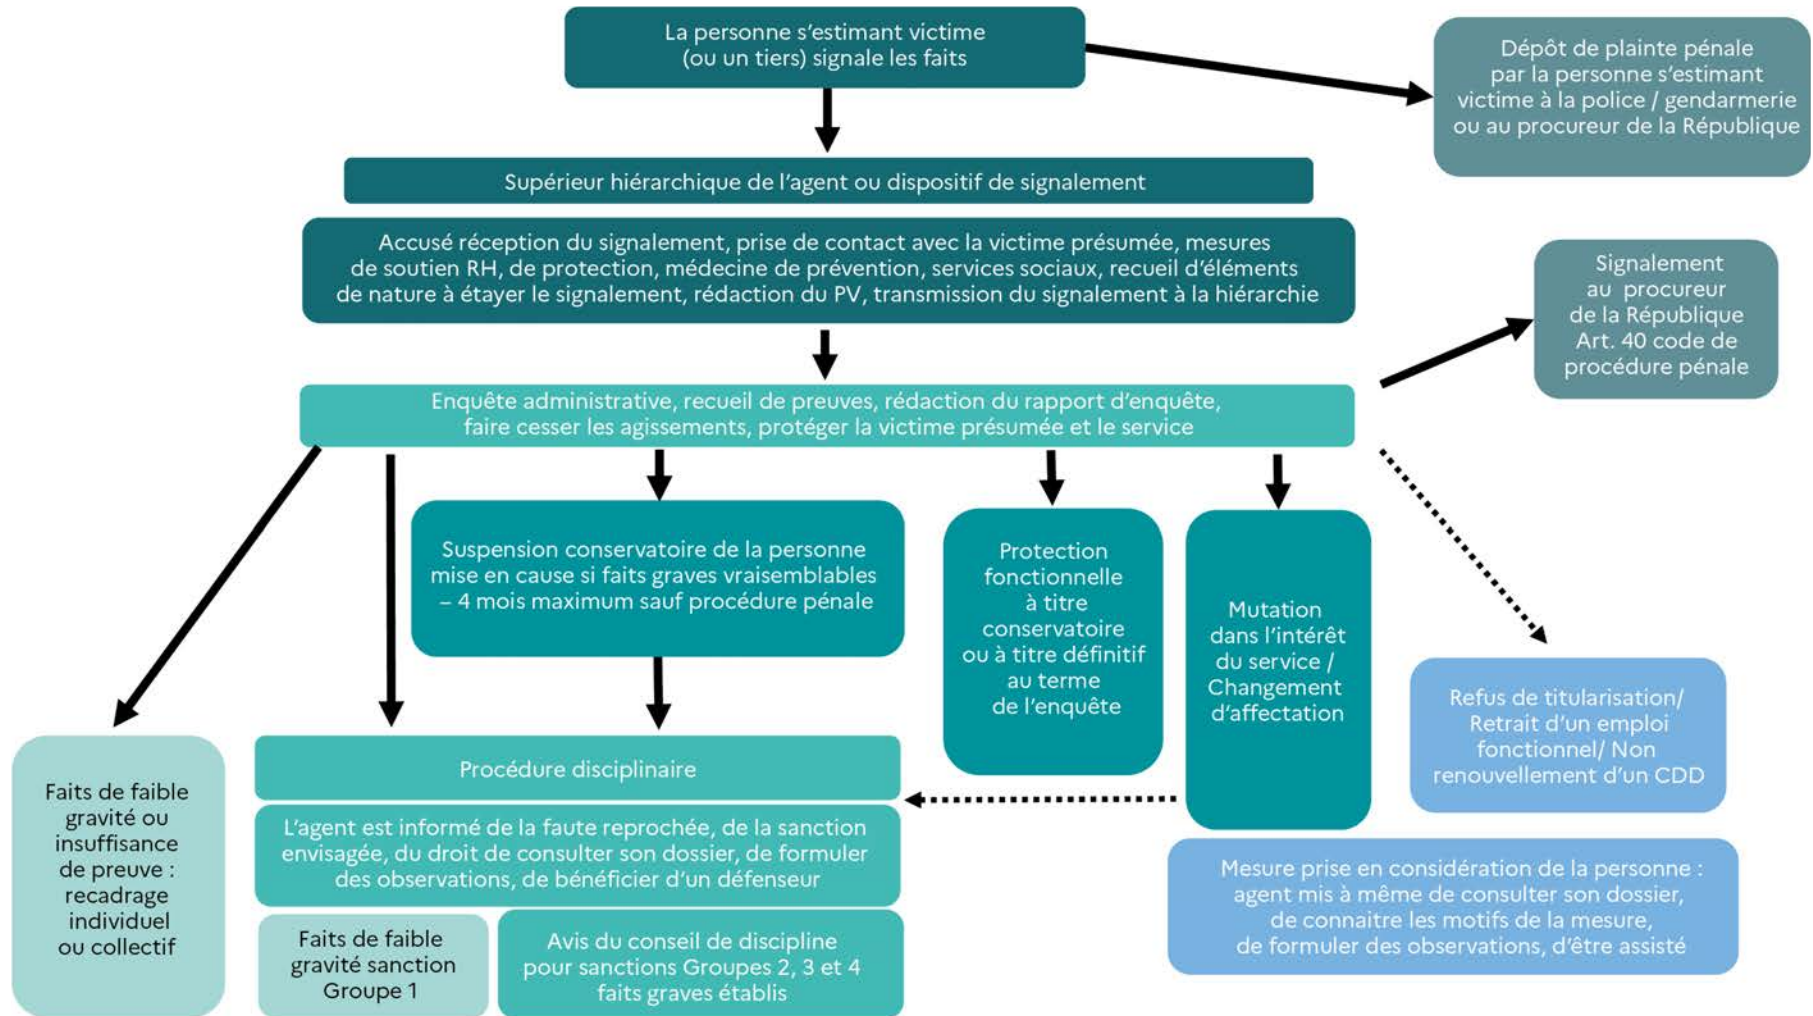 La personne s'estimant victime
(ou un tiers) signale les faits
Dépôt de plainte pénale
par la personne s'estimant
victime à la police / gendarmerie
ou au procureur de la République
Supérieur hiérarchique de l'agent ou dispositif de signalement
Accusé réception du signalement, prise de contact avec la victime présumée, mesures
de soutien RH, de protection, médecine de prévention, services sociaux, recueil d'éléments
de nature à étayer le signalement, rédaction du PV, transmission du signalement à la hiérarchie
Signalement
au procureur
de la République
Art. 40 code de
procédure pénale
Enquête administrative, recueil de preuves, rédaction du rapport d'enquête,
faire cesser les agissements, protéger la victime présumée et le service
Suspension conservatoire de la personne
mise en cause si faits graves vraisemblables
– 4 mois maximum sauf procédure pénale
Protection
fonctionnelle
à titre
conservatoire
ou à titre définitif
au terme
de l'enquête
Mutation
dans l'intérêt
du service /
Changement
d'affectation
Refus de titularisation/
Retrait d'un emploi
fonctionnel/ Non
renouvellement d'un CDD
Faits de faible
gravité ou
insuffisance
de preuve :
recadrage
individuel
ou collectif
Procédure disciplinaire
L'agent est informé de la faute reprochée, de la sanction
envisagée, du droit de consulter son dossier, de formuler
des observations, de bénéficier d'un défenseur
Faits de faible
gravité sanction
Groupe 1
Avis du conseil de discipline
pour sanctions Groupes 2, 3 et 4
faits graves établis
Mesure prise en considération de la personne :
agent mis à même de consulter son dossier,
de connaitre les motifs de la mesure,
de formuler des observations, d'être assisté